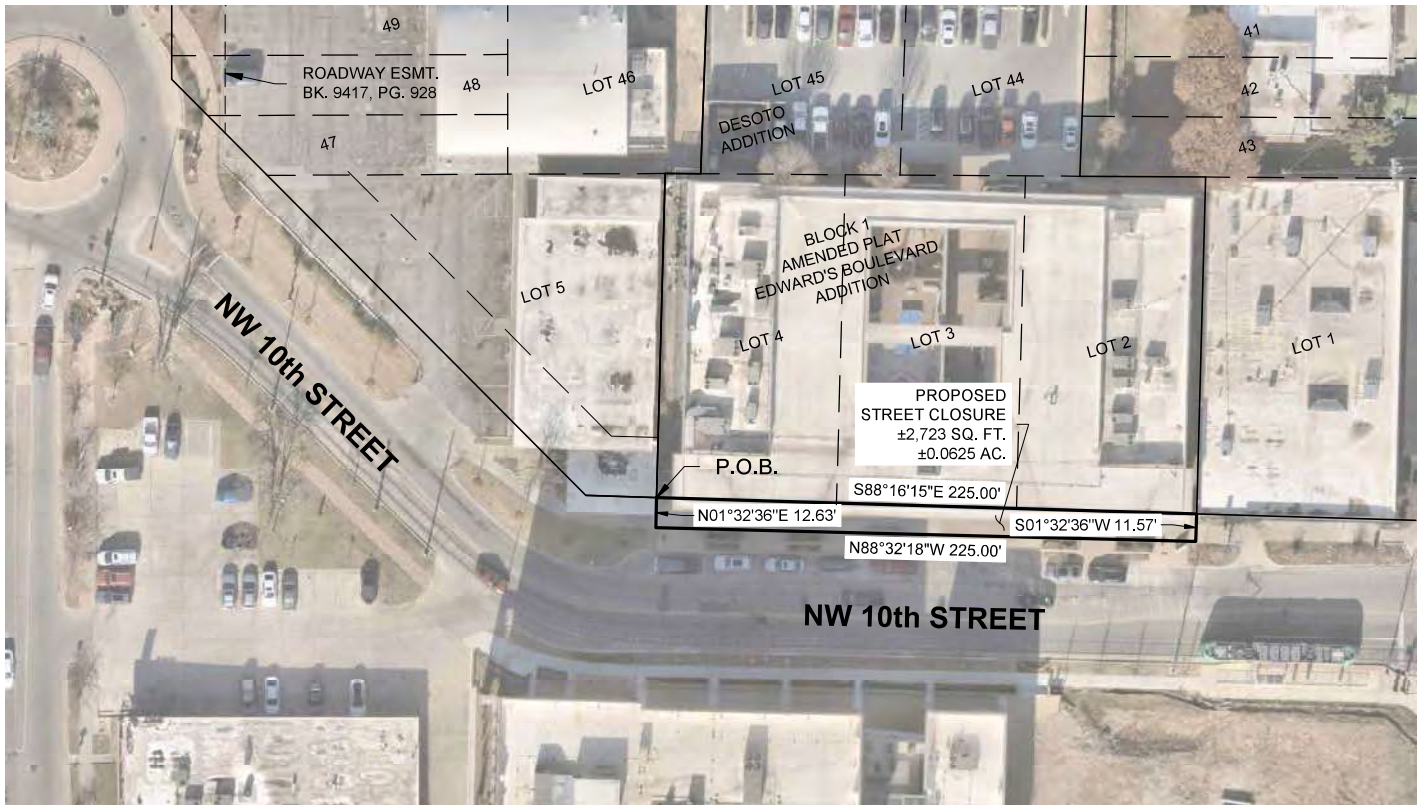 49
41
ROADWAY ESMT.
BK. 9417, PG. 928
48
LOT 46
LOT 45
LOT 44
42
DESOTO
ADDITION
47
43
BLOCK 1
AMENDED PLAT
EDWARD'S BOULEVARD
ADDITION
LOT 5
LOT 4
LOT 3
LOT 2
LOT 1
NW 10th STREET
PROPOSED
STREET CLOSURE
±2,723 SQ. FT.
±0.0625 AC.
P.O.B.
S88°16'15"E 225.00'
N01°32'36"E 12.63'
S01°32'36"W 11.57'
N88°32'18"W 225.00'
NW 10th STREET